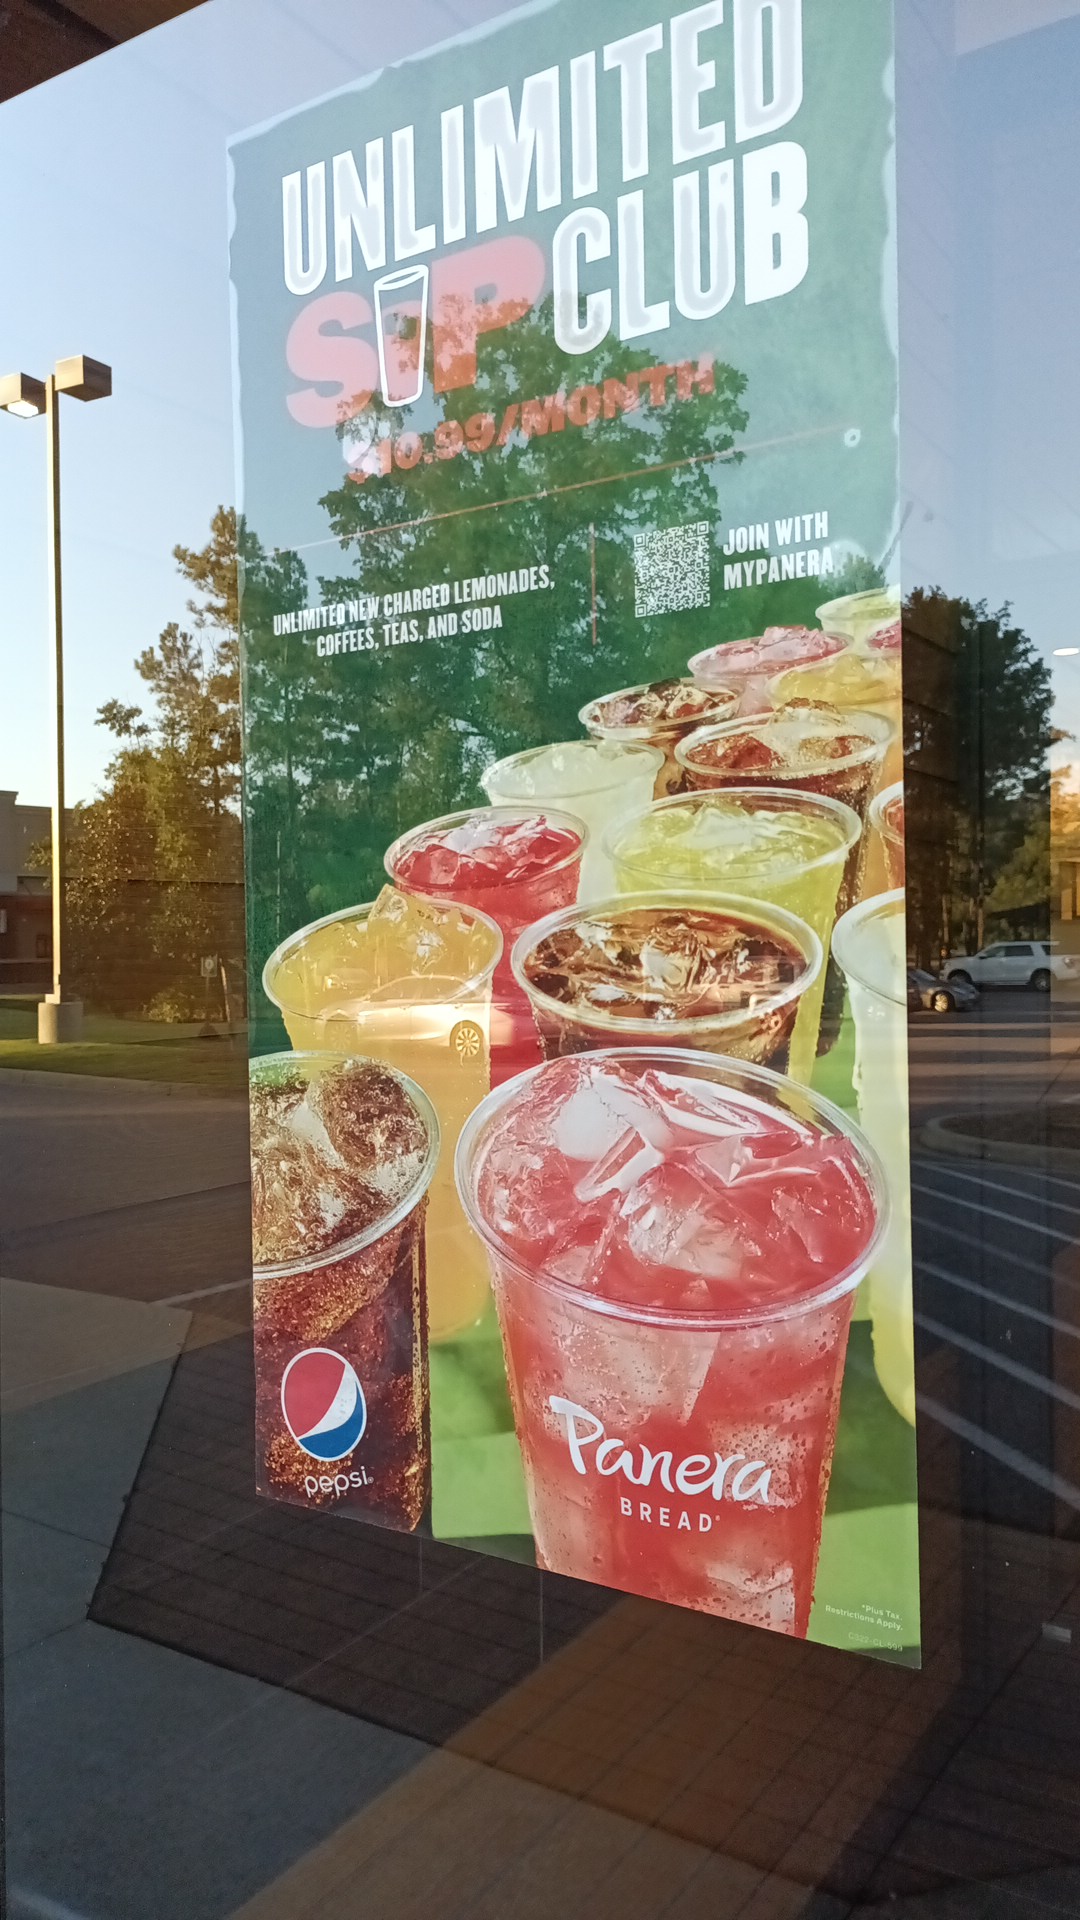 UNLIMITED
SIP CLUB
$10.99/MONTH
UNLIMITED NEW CHARGED LEMONADES,
COFFEES, TEAS, AND SODA
JOIN WITH
MYPANERA
pepsi®
Panera
BREAD®
*Plus Tax
Restrictions Apply.